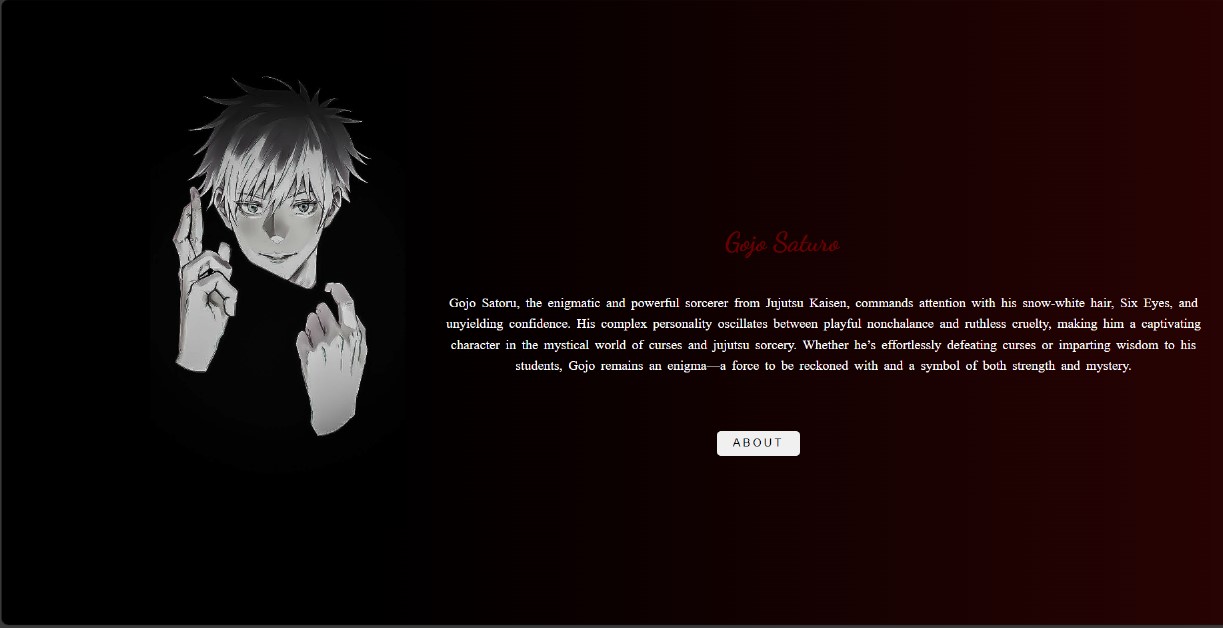 Gojo Saturo
Gojo Satoru, the enigmatic and powerful sorcerer from Jujutsu Kaisen, commands attention with his snow-white hair, Six Eyes, and
unyielding confidence. His complex personality oscillates between playful nonchalance and ruthless cruelty, making him a captivating
character in the mystical world of curses and jujutsu sorcery. Whether he’s effortlessly defeating curses or imparting wisdom to his
students, Gojo remains an enigma—a force to be reckoned with and a symbol of both strength and mystery.
ABOUT